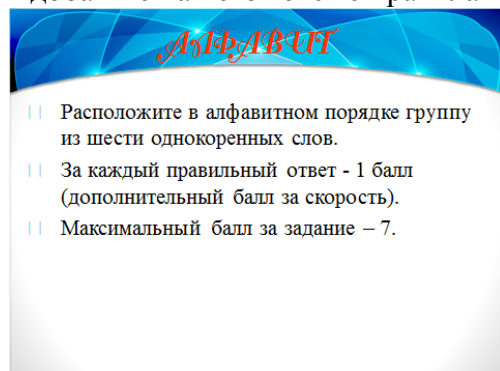 АЛФАВИТ
Расположите в алфавитном порядке группу
из шести однокоренных слов.
За каждый правильный ответ - 1 балл
(дополнительный балл за скорость).
Максимальный балл за задание – 7.